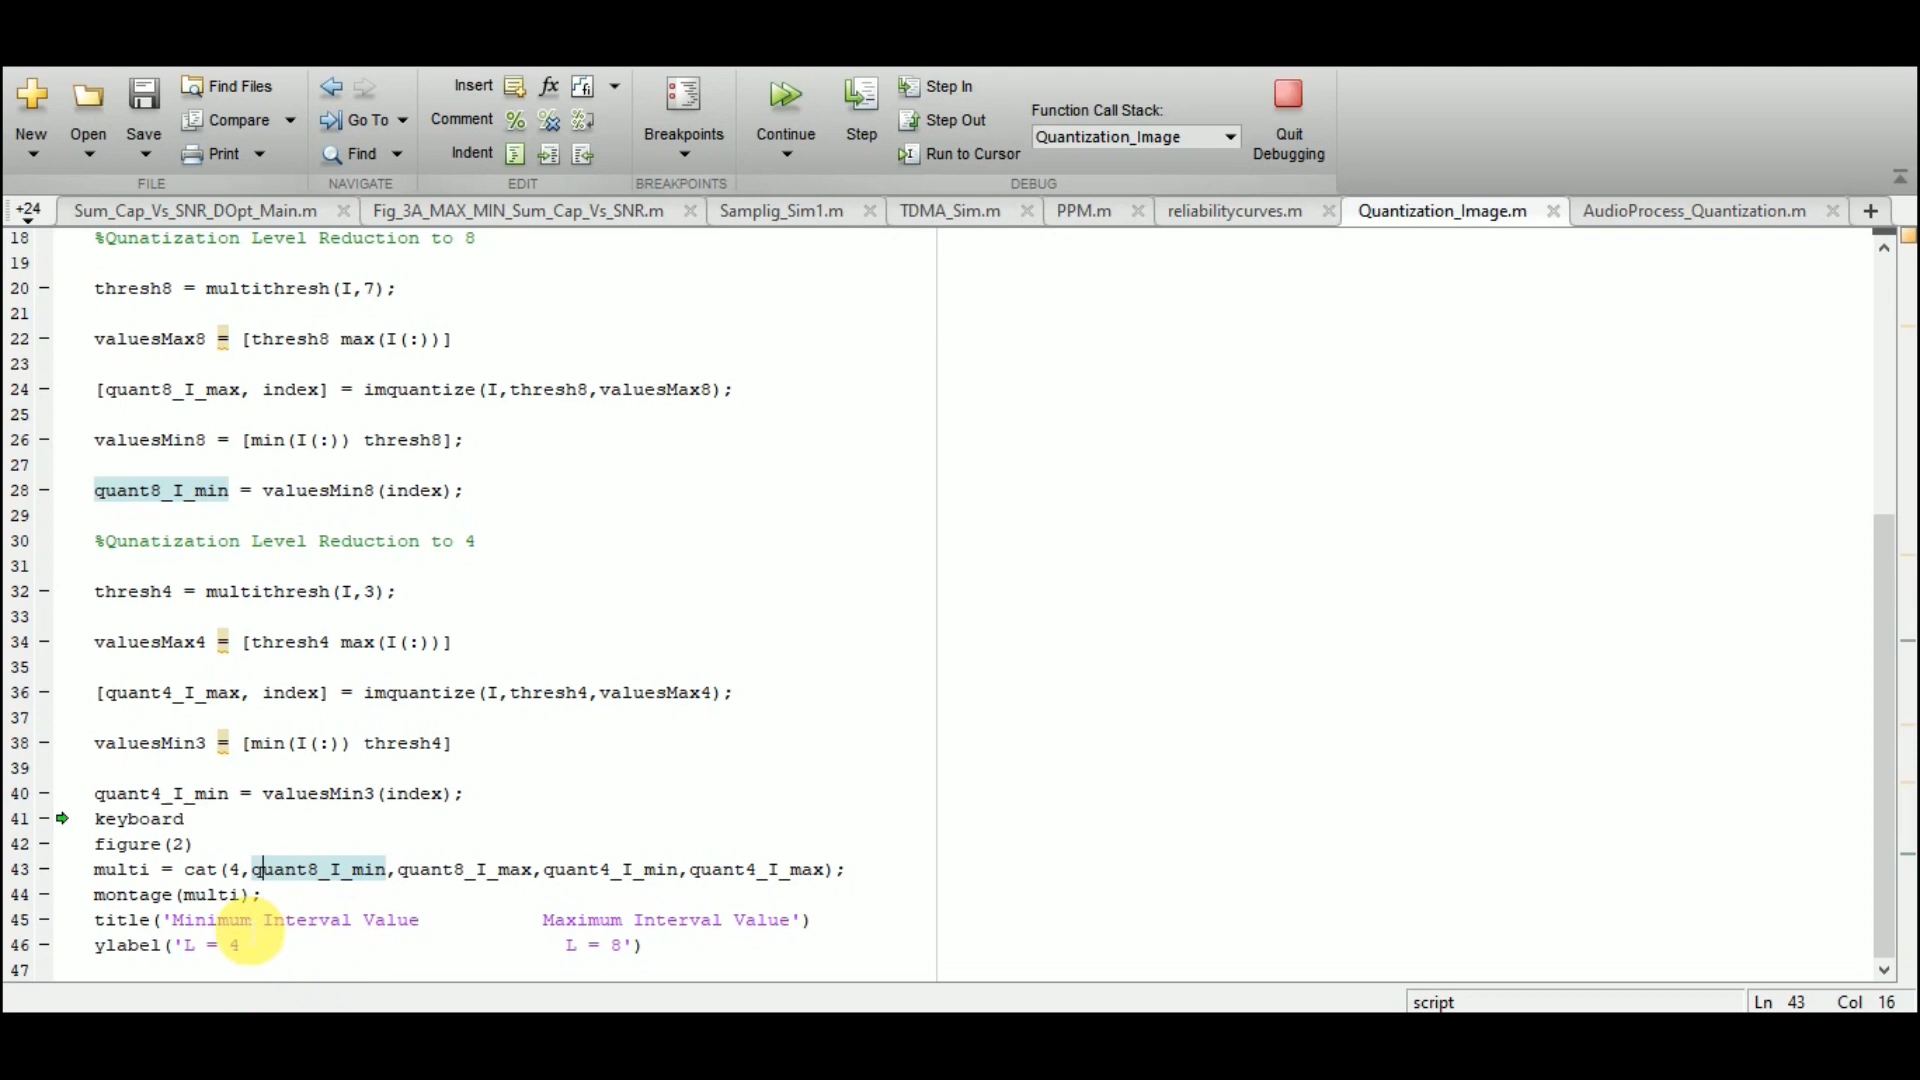 New
Open
Save
Find Files
Compare
Print
FILE
Go To
Find
NAVIGATE
Insert fx
Comment
Indent
EDIT
Breakpoints
BREAKPOINTS
Continue
Step
Step In
Step Out
Run to Cursor
DEBUG
Function Call Stack:
Quantization_Image
Quit
Debugging
+24 Sum_Cap_Vs_SNR_DOpt_Main.m Fig_3A_MAX_MIN_Sum_Cap_Vs_SNR.m Samplig_Sim1.m TDMA_Sim.m PPM.m reliabilitycurves.m Quantization_Image.m AudioProcess_Quantization.m +
18 %Qunatization Level Reduction to 8
19
20 – thresh8 = multithresh(I,7);
21
22 – valuesMax8 = [thresh8 max(I(:))]
23
24 – [quant8_I_max, index] = imquantize(I,thresh8,valuesMax8);
25
26 – valuesMin8 = [min(I(:)) thresh8];
27
28 – quant8_I_min = valuesMin8(index);
29
30 %Qunatization Level Reduction to 4
31
32 – thresh4 = multithresh(I,3);
33
34 – valuesMax4 = [thresh4 max(I(:))]
35
36 – [quant4_I_max, index] = imquantize(I,thresh4,valuesMax4);
37
38 – valuesMin3 = [min(I(:)) thresh4]
39
40 – quant4_I_min = valuesMin3(index);
41 – keyboard
42 – figure(2)
43 – multi = cat(4,quant8_I_min,quant8_I_max,quant4_I_min,quant4_I_max);
44 – montage(multi);
45 – title('Minimum Interval Value           Maximum Interval Value')
46 – ylabel('L = 4                             L = 8')
47
script Ln 43 Col 16